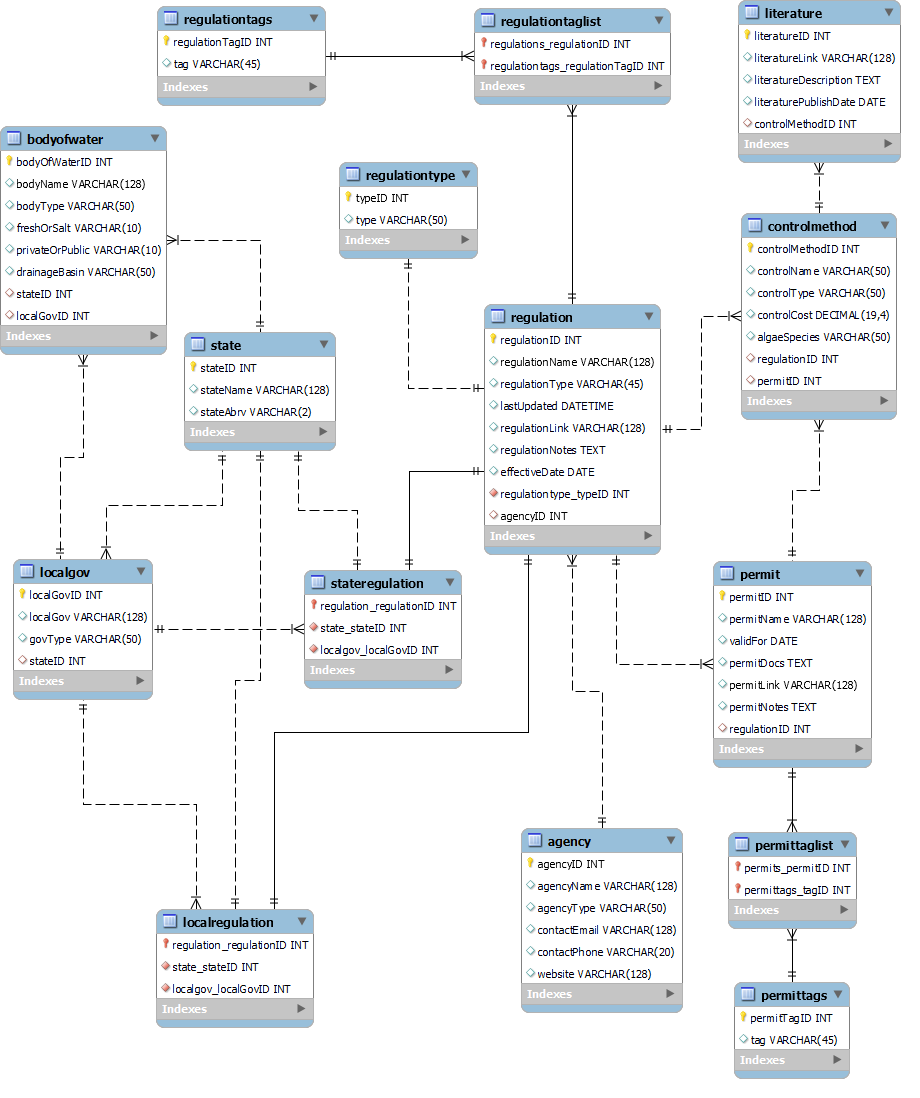 regulationtags
regulationTagID INT
tag VARCHAR(45)
Indexes
regulationtaglist
regulations_regulationID INT
regulationtags_regulationTagID INT
Indexes
literature
literatureID INT
literatureLink VARCHAR(128)
literatureDescription TEXT
literaturePublishDate DATE
controlMethodID INT
Indexes
bodyofwater
bodyOfWaterID INT
bodyName VARCHAR(128)
bodyType VARCHAR(50)
freshOrSalt VARCHAR(10)
privateOrPublic VARCHAR(10)
drainageBasin VARCHAR(50)
stateID INT
localGovID INT
Indexes
regulationtype
typeID INT
type VARCHAR(50)
Indexes
controlmethod
controlMethodID INT
controlName VARCHAR(50)
controlType VARCHAR(50)
controlCost DECIMAL(19,4)
algaeSpecies VARCHAR(50)
regulationID INT
permitID INT
Indexes
regulation
regulationID INT
regulationName VARCHAR(128)
regulationType VARCHAR(45)
lastUpdated DATETIME
regulationLink VARCHAR(128)
regulationNotes TEXT
effectiveDate DATE
regulationtype_typeID INT
agencyID INT
Indexes
state
stateID INT
stateName VARCHAR(128)
stateAbrv VARCHAR(2)
Indexes
localgov
localGovID INT
localGov VARCHAR(128)
govType VARCHAR(50)
stateID INT
Indexes
stateregulation
regulation_regulationID INT
state_stateID INT
localgov_localGovID INT
Indexes
permit
permitID INT
permitName VARCHAR(128)
validFor DATE
permitDocs TEXT
permitLink VARCHAR(128)
permitNotes TEXT
regulationID INT
Indexes
agency
agencyID INT
agencyName VARCHAR(128)
agencyType VARCHAR(50)
contactEmail VARCHAR(128)
contactPhone VARCHAR(20)
website VARCHAR(128)
Indexes
permittaglist
permits_permitID INT
permittags_tagID INT
Indexes
localregulation
regulation_regulationID INT
state_stateID INT
localgov_localGovID INT
Indexes
permittags
permitTagID INT
tag VARCHAR(45)
Indexes